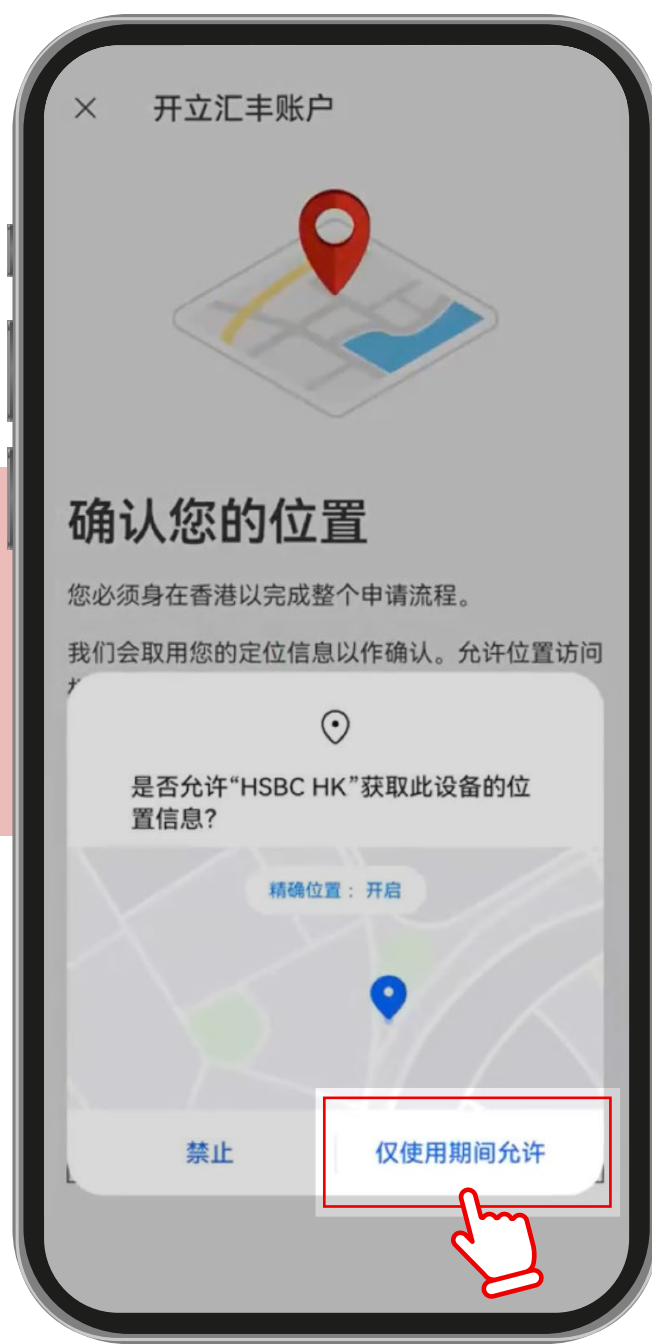 开立汇丰账户
确认您的位置
您必须身在香港以完成整个申请流程。
我们会取用您的定位信息以作确认。允许位置访问
是否允许“HSBC HK”获取此设备的位
置信息？
精确位置：开启
禁止
仅使用期间允许